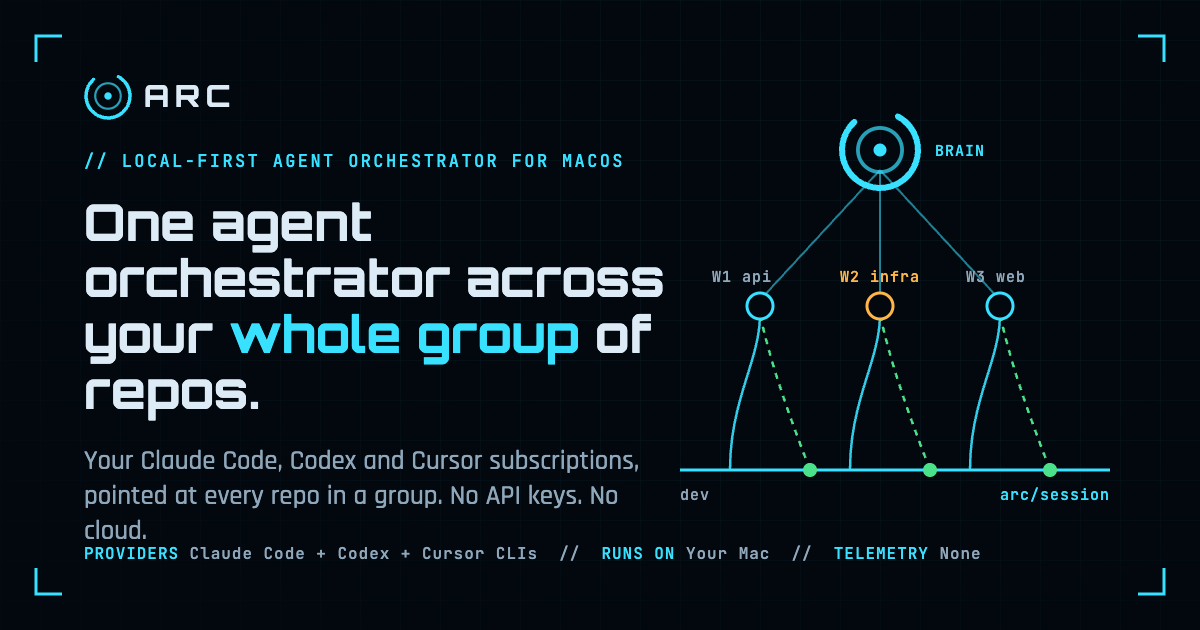 ARC
// LOCAL-FIRST AGENT ORCHESTRATOR FOR MACOS
One agent
orchestrator across
your whole group of
repos.
Your Claude Code, Codex and Cursor subscriptions,
pointed at every repo in a group. No API keys. No
cloud.
PROVIDERS Claude Code + Codex + Cursor CLIs // RUNS ON Your Mac // TELEMETRY None
BRAIN
W1 api
W2 infra
W3 web
dev
arc/session